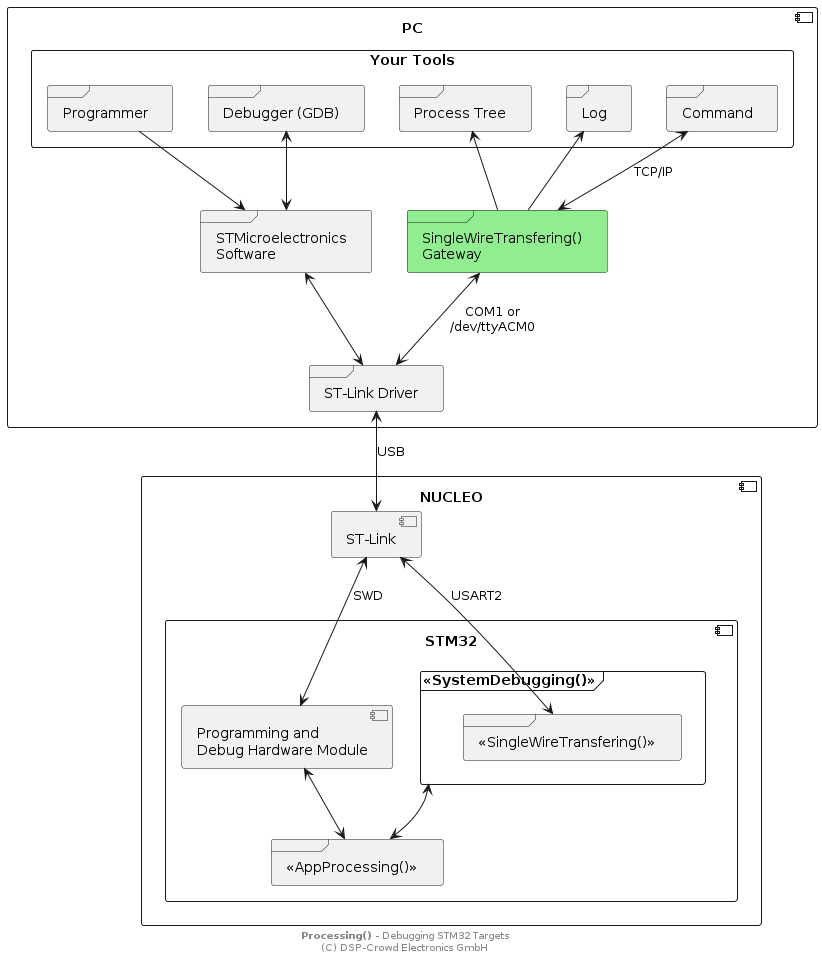 PC
Your Tools
Programmer
Debugger (GDB)
Process Tree
Log
Command
TCP/IP
STMicroelectronics
Software
SingleWireTransfering()
Gateway
COM1 or
/dev/ttyACM0
ST-Link Driver
USB
NUCLEO
ST-Link
SWD
USART2
STM32
«SystemDebugging()»
Programming and
Debug Hardware Module
«SingleWireTransfering()»
«AppProcessing()»
Processing() - Debugging STM32 Targets
(C) DSP-Crowd Electronics GmbH